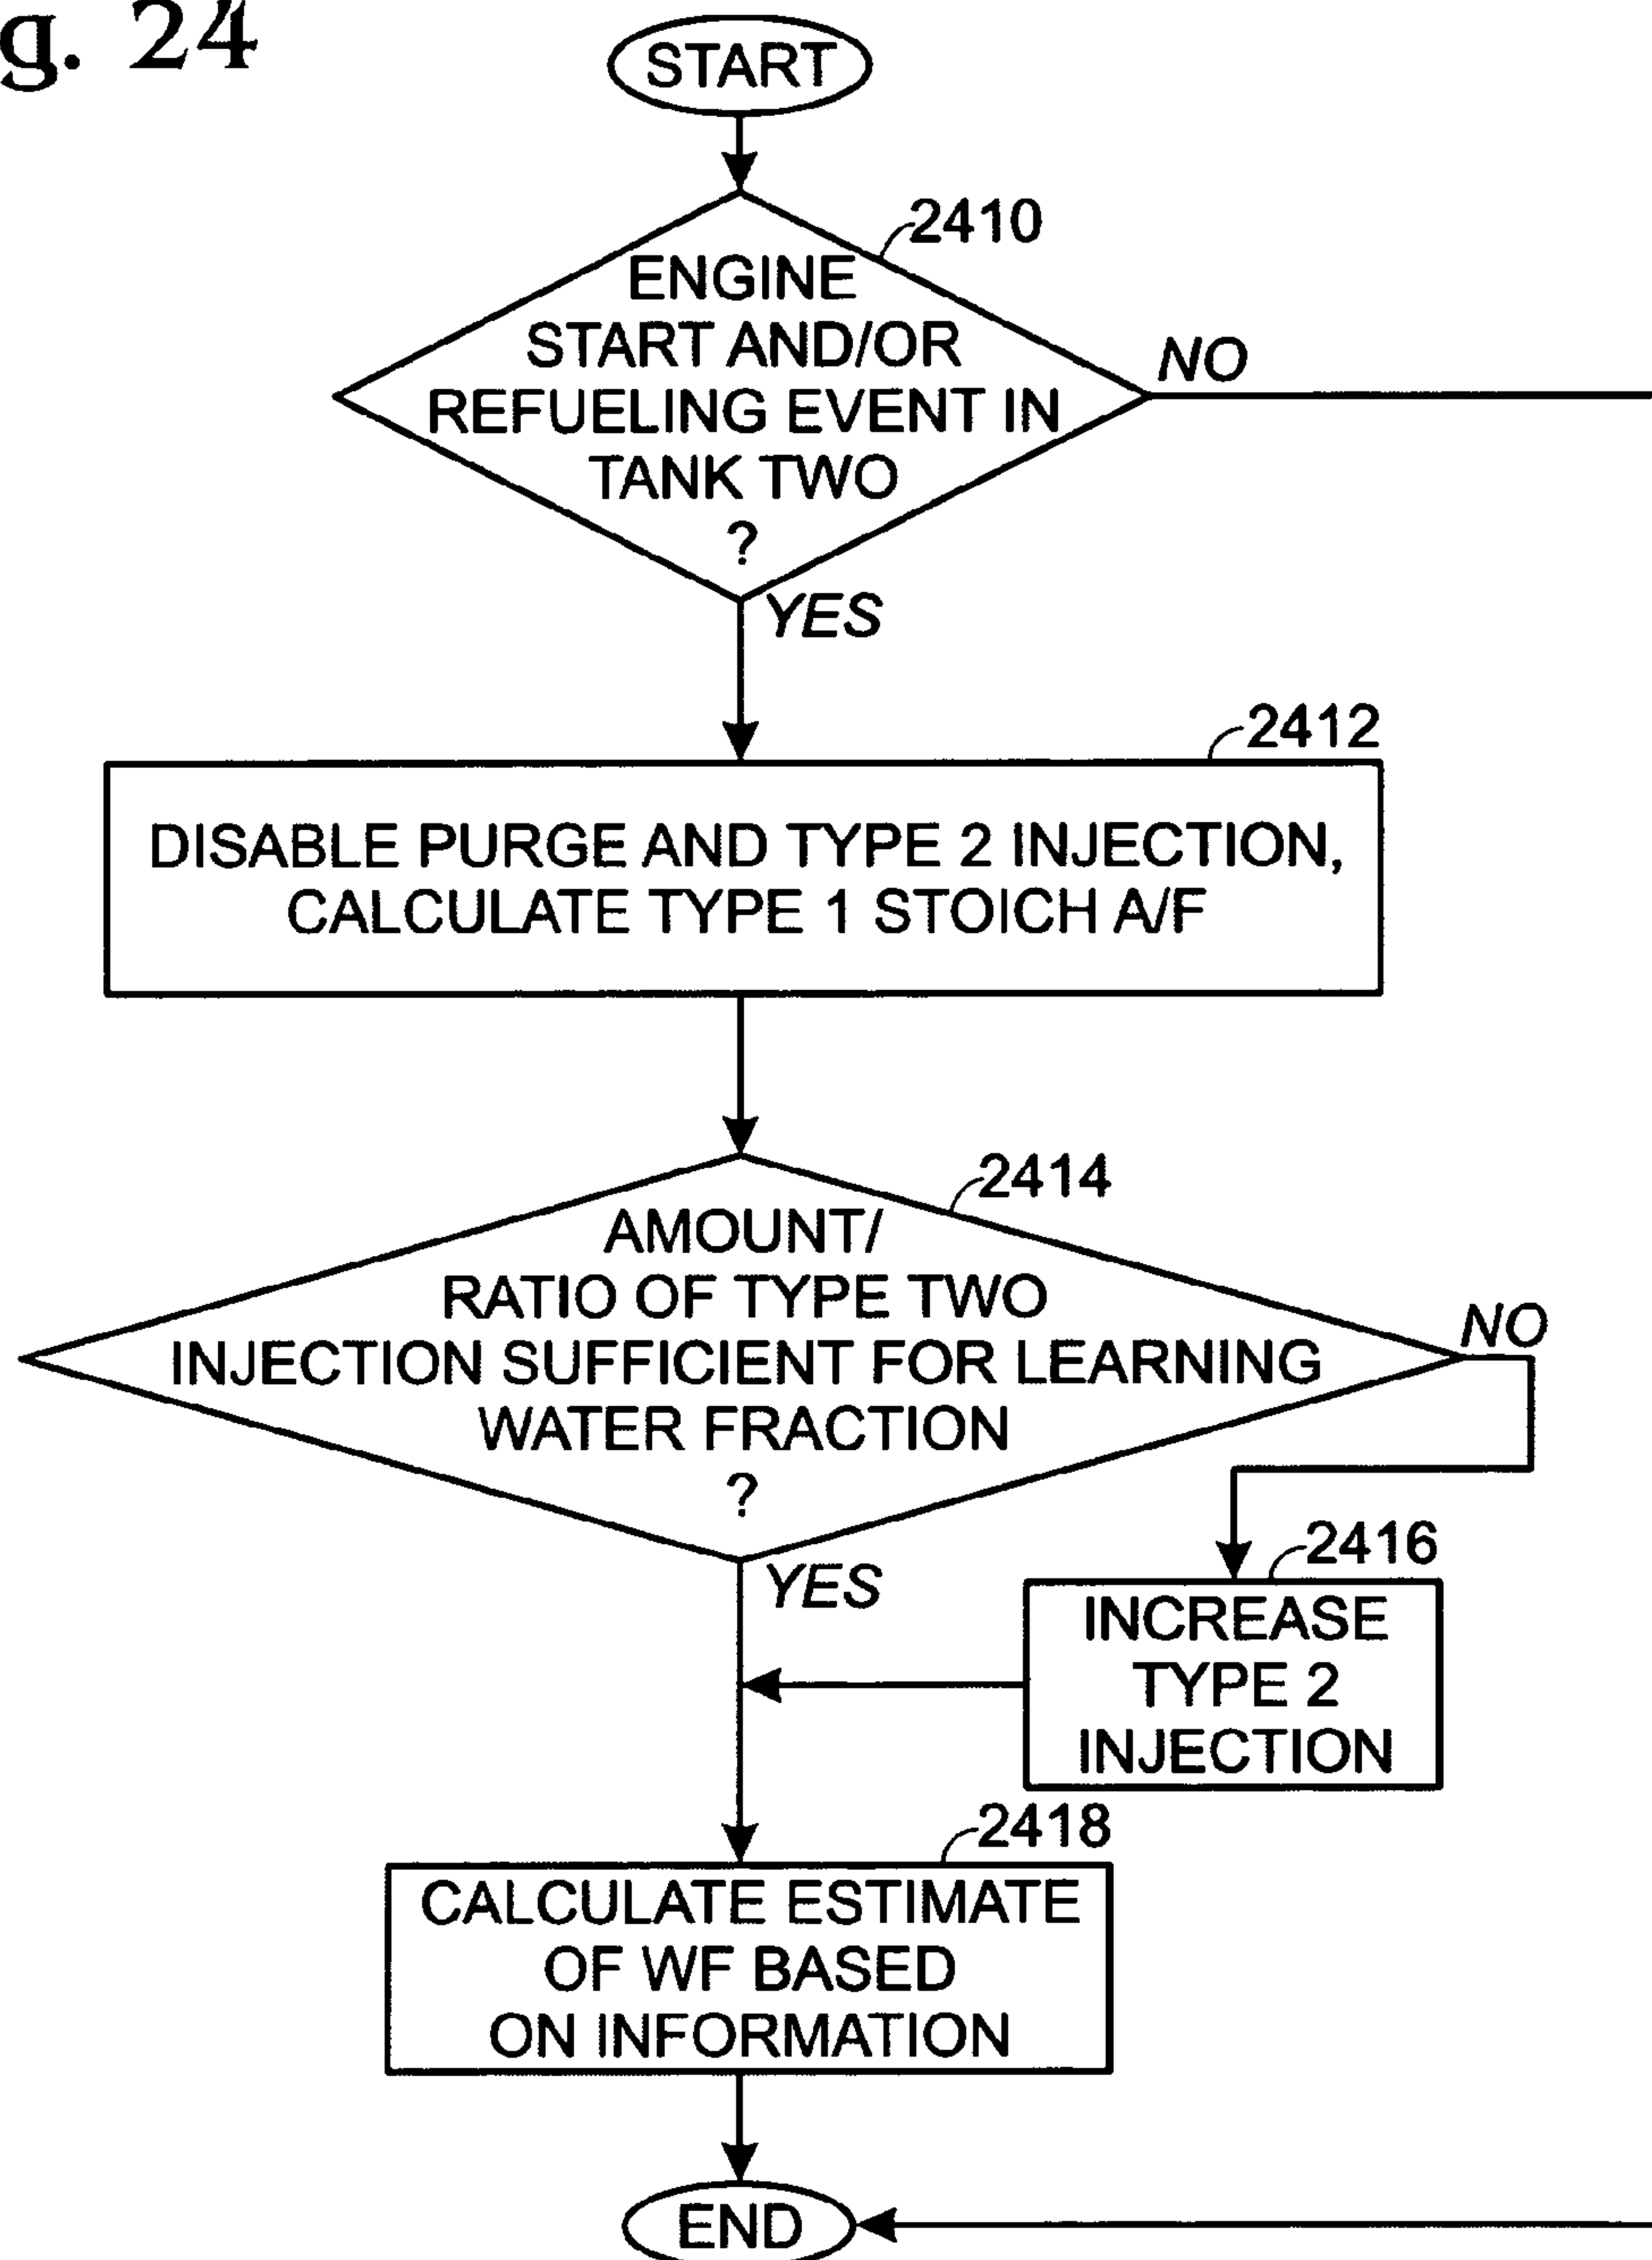 g. 24
START
2410
ENGINE
START AND/OR
REFUELING EVENT IN
TANK TWO
?
NO
YES
2412
DISABLE PURGE AND TYPE 2 INJECTION,
CALCULATE TYPE 1 STOICH A/F
2414
AMOUNT/
RATIO OF TYPE TWO
INJECTION SUFFICIENT FOR LEARNING
WATER FRACTION
?
NO
YES
2416
INCREASE
TYPE 2
INJECTION
2418
CALCULATE ESTIMATE
OF WF BASED
ON INFORMATION
END